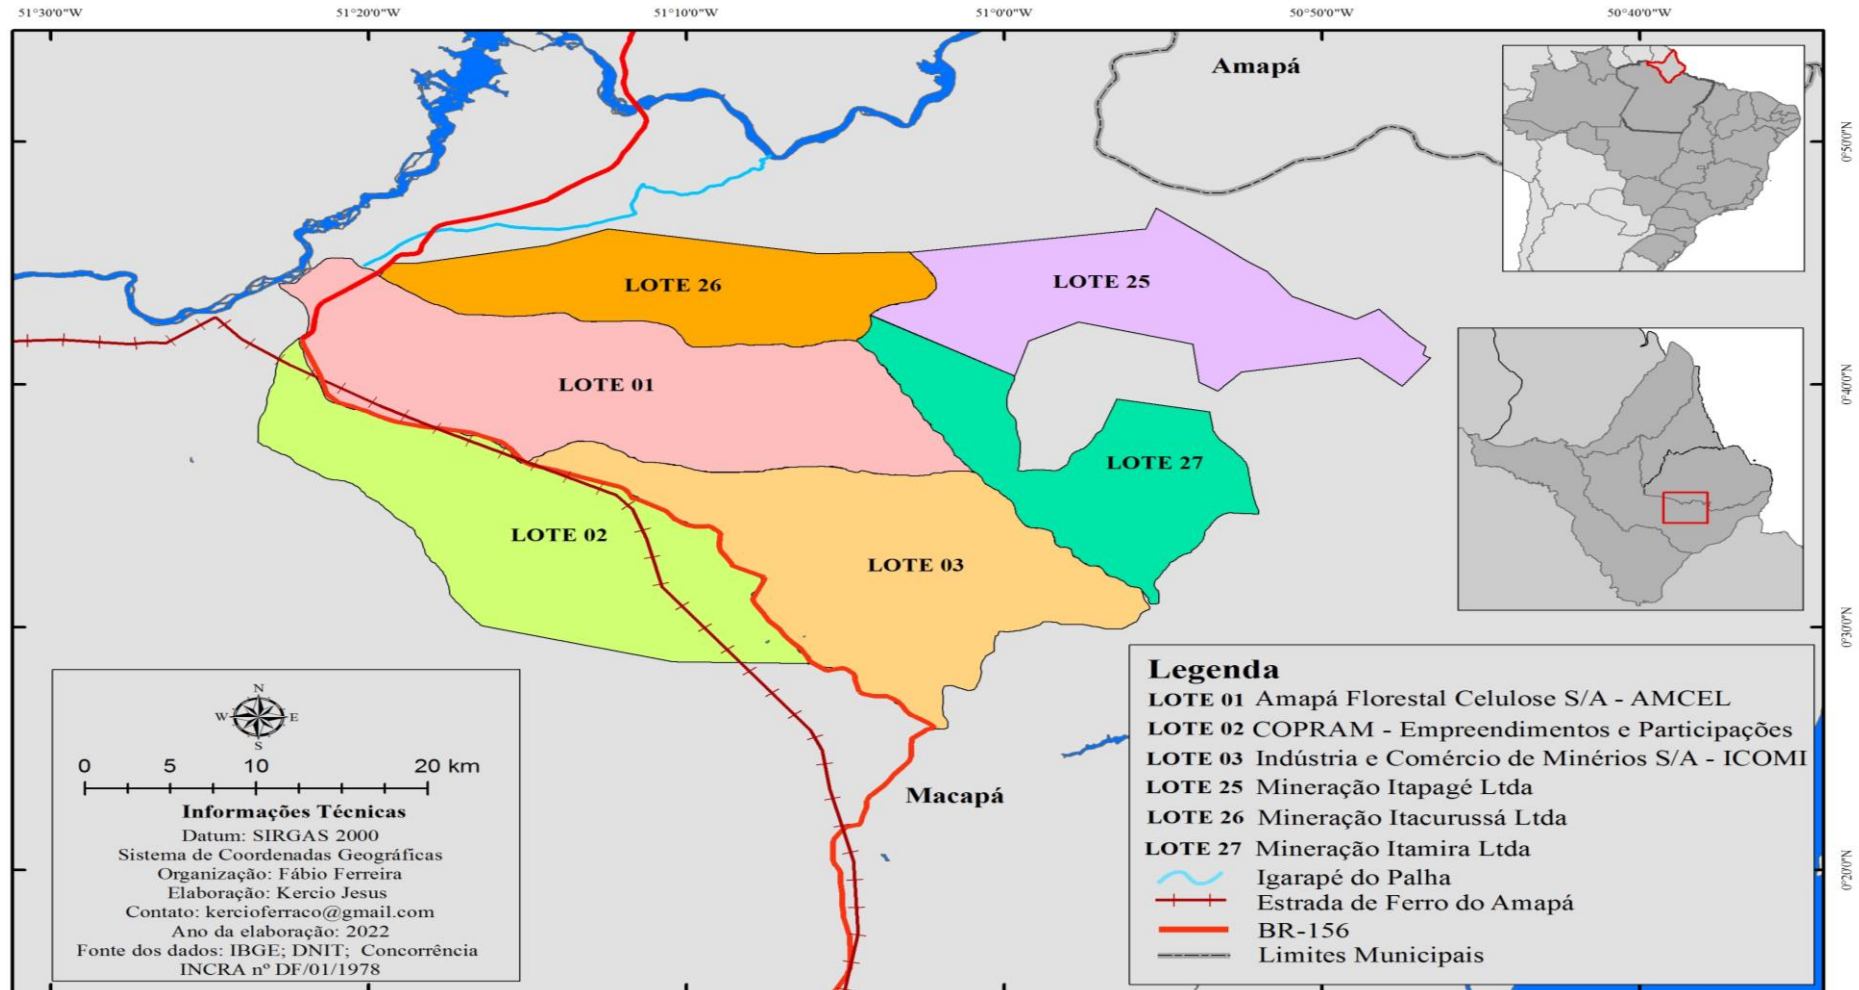 51°30'0"W 51°20'0"W 51°10'0"W 51°0'0"W 50°50'0"W 50°40'0"W
Amapá
0°50'0"N
LOTE 26
LOTE 25
LOTE 01
0°40'0"N
LOTE 27
LOTE 02
LOTE 03
0°30'0"N
Macapá
0°20'0"N
N
W E
S
0 5 10 20 km
Informações Técnicas
Datum: SIRGAS 2000
Sistema de Coordenadas Geográficas
Organização: Fábio Ferreira
Elaboração: Kercio Jesus
Contato: kercioferraco@gmail.com
Ano da elaboração: 2022
Fonte dos dados: IBGE; DNIT; Concorrência
INCRA nº DF/01/1978
Legenda
LOTE 01 Amapá Florestal Celulose S/A - AMCEL
LOTE 02 COPRAM - Empreendimentos e Participações
LOTE 03 Indústria e Comércio de Minérios S/A - ICOMI
LOTE 25 Mineração Itapagé Ltda
LOTE 26 Mineração Itacurussá Ltda
LOTE 27 Mineração Itamira Ltda
Igarapé do Palha
Estrada de Ferro do Amapá
BR-156
Limites Municipais